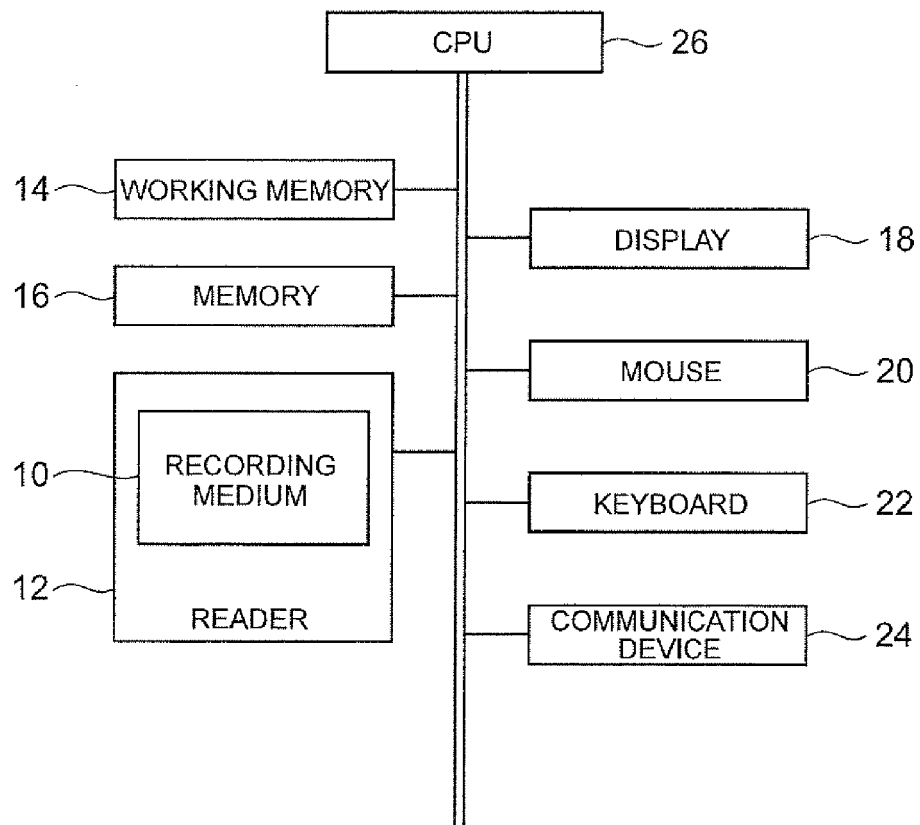 CPU
26
14
WORKING MEMORY
DISPLAY
18
16
MEMORY
MOUSE
20
10
RECORDING
MEDIUM
KEYBOARD
22
12
READER
COMMUNICATION
DEVICE
24